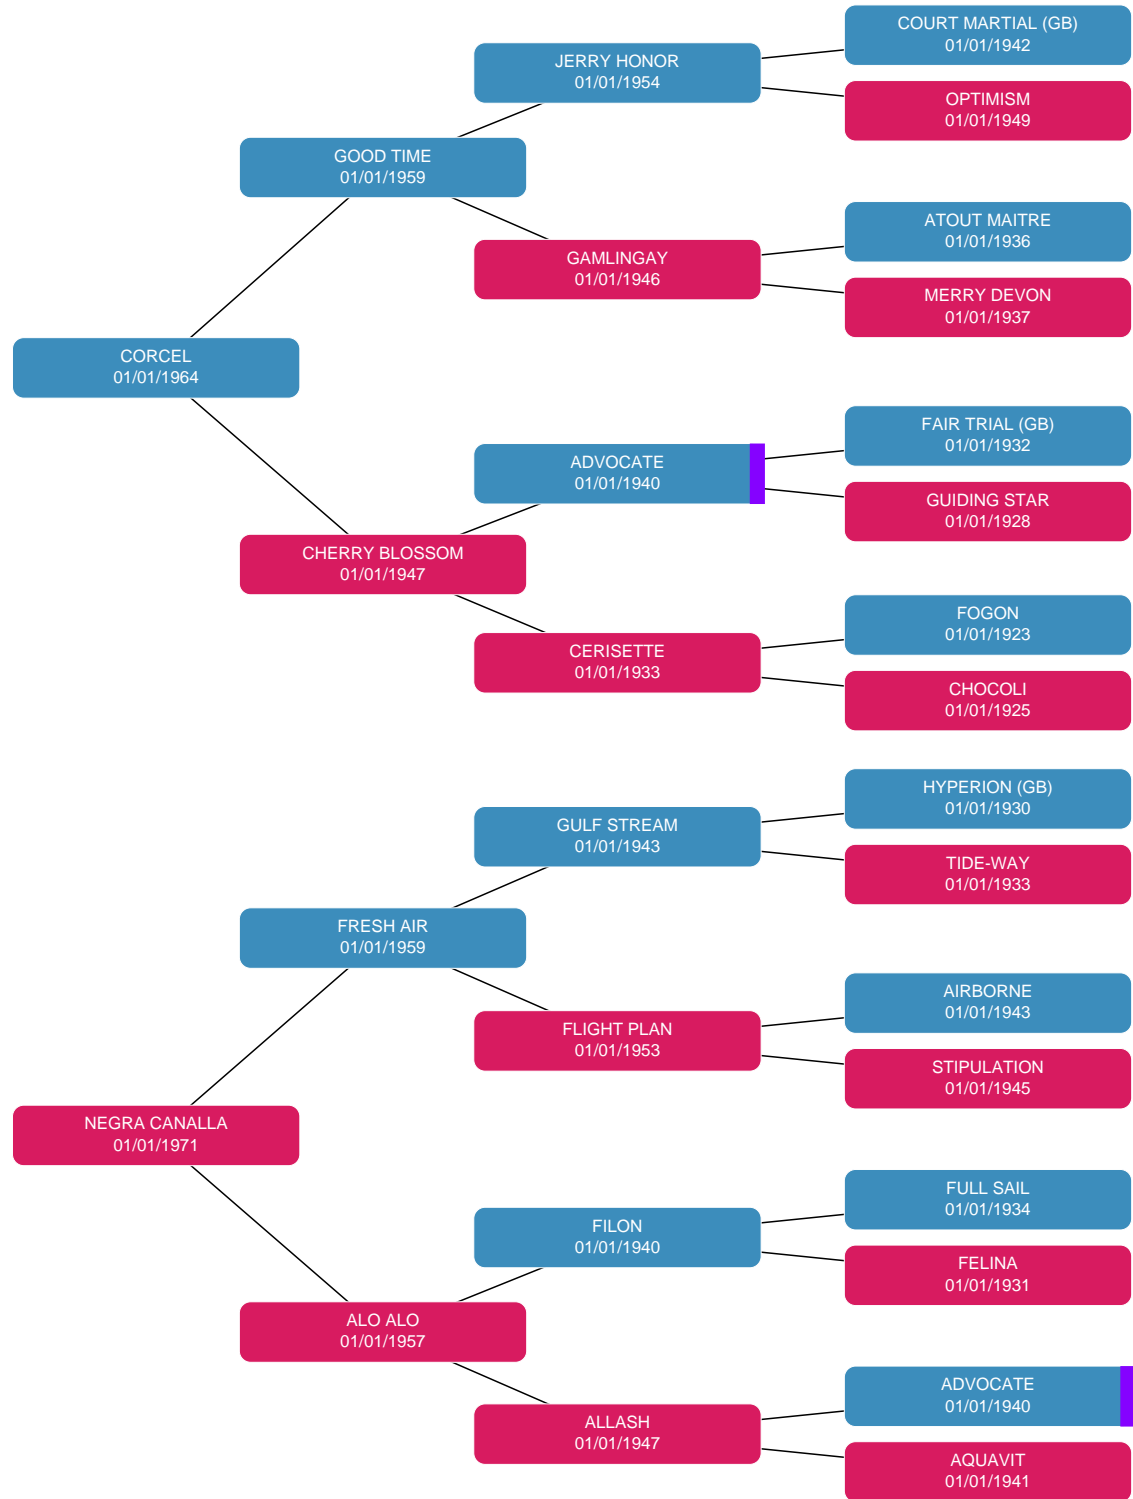 COURT MARTIAL (GB)
01/01/1942
JERRY HONOR
01/01/1954
OPTIMISM
01/01/1949
GOOD TIME
01/01/1959
ATOUT MAITRE
01/01/1936
GAMLINGAY
01/01/1946
MERRY DEVON
01/01/1937
CORCEL
01/01/1964
FAIR TRIAL (GB)
01/01/1932
ADVOCATE
01/01/1940
GUIDING STAR
01/01/1928
CHERRY BLOSSOM
01/01/1947
FOGON
01/01/1923
CERISETTE
01/01/1933
CHOCOLI
01/01/1925
HYPERION (GB)
01/01/1930
GULF STREAM
01/01/1943
TIDE-WAY
01/01/1933
FRESH AIR
01/01/1959
AIRBORNE
01/01/1943
FLIGHT PLAN
01/01/1953
STIPULATION
01/01/1945
NEGRA CANALLA
01/01/1971
FULL SAIL
01/01/1934
FILON
01/01/1940
FELINA
01/01/1931
ALO ALO
01/01/1957
ADVOCATE
01/01/1940
ALLASH
01/01/1947
AQUAVIT
01/01/1941